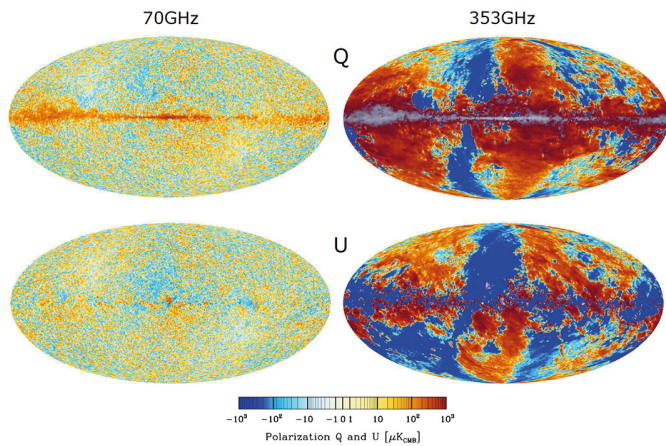 70GHz 353GHz
Q
U
−10³ −10² −10 −1 0 1 10 10² 10³
Polarization Q and U [μK_CMB]